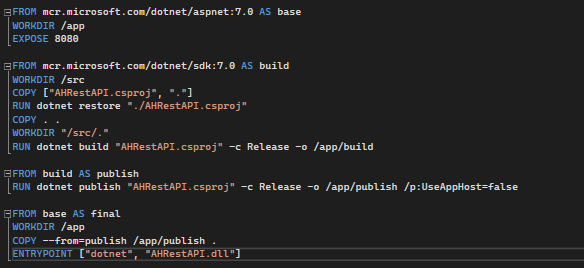 FROM mcr.microsoft.com/dotnet/aspnet:7.0 AS base
WORKDIR /app
EXPOSE 8080
FROM mcr.microsoft.com/dotnet/sdk:7.0 AS build
WORKDIR /src
COPY ["AHRestAPI.csproj", "."]
RUN dotnet restore "./AHRestAPI.csproj"
COPY . .
WORKDIR "/src/."
RUN dotnet build "AHRestAPI.csproj" -c Release -o /app/build
FROM build AS publish
RUN dotnet publish "AHRestAPI.csproj" -c Release -o /app/publish /p:UseAppHost=false
FROM base AS final
WORKDIR /app
COPY --from=publish /app/publish .
ENTRYPOINT ["dotnet", "AHRestAPI.dll"]